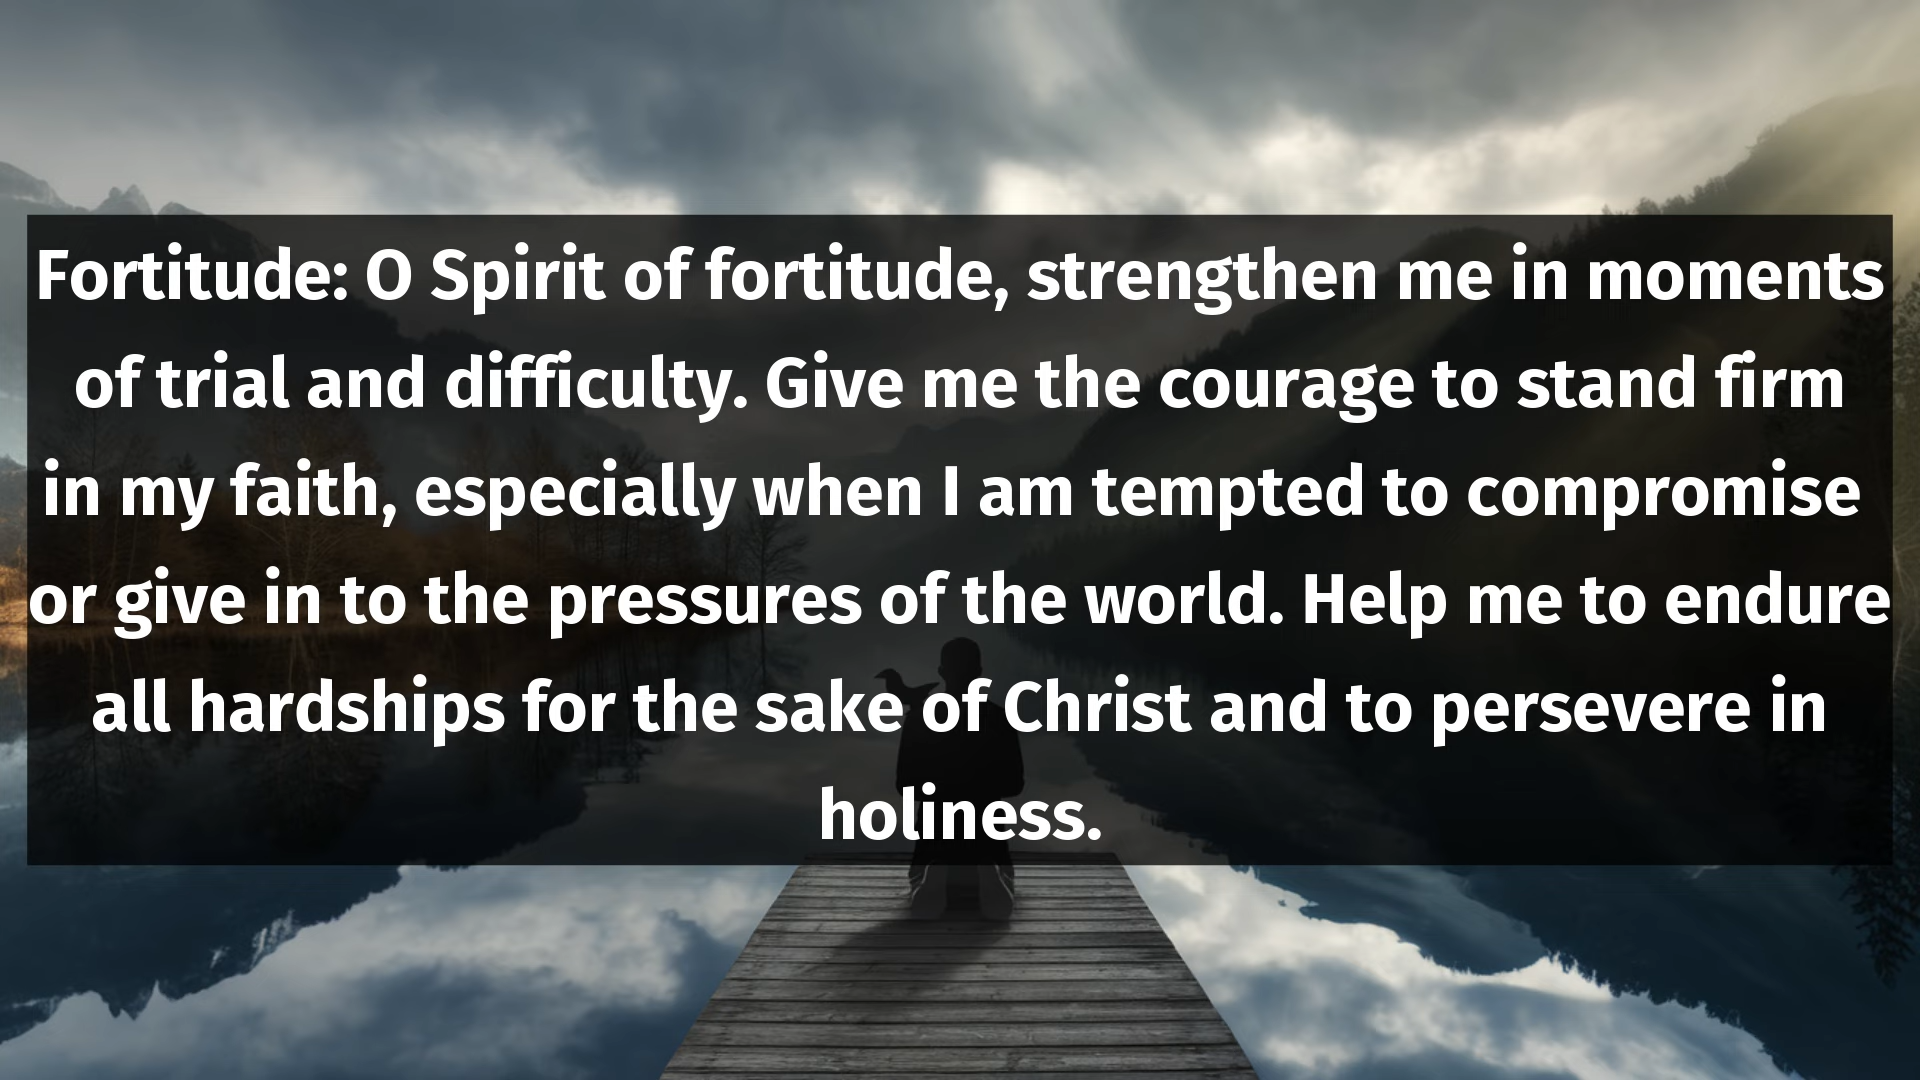 Fortitude: O Spirit of fortitude, strengthen me in moments
of trial and difficulty. Give me the courage to stand firm
in my faith, especially when I am tempted to compromise
or give in to the pressures of the world. Help me to endure
all hardships for the sake of Christ and to persevere in
holiness.